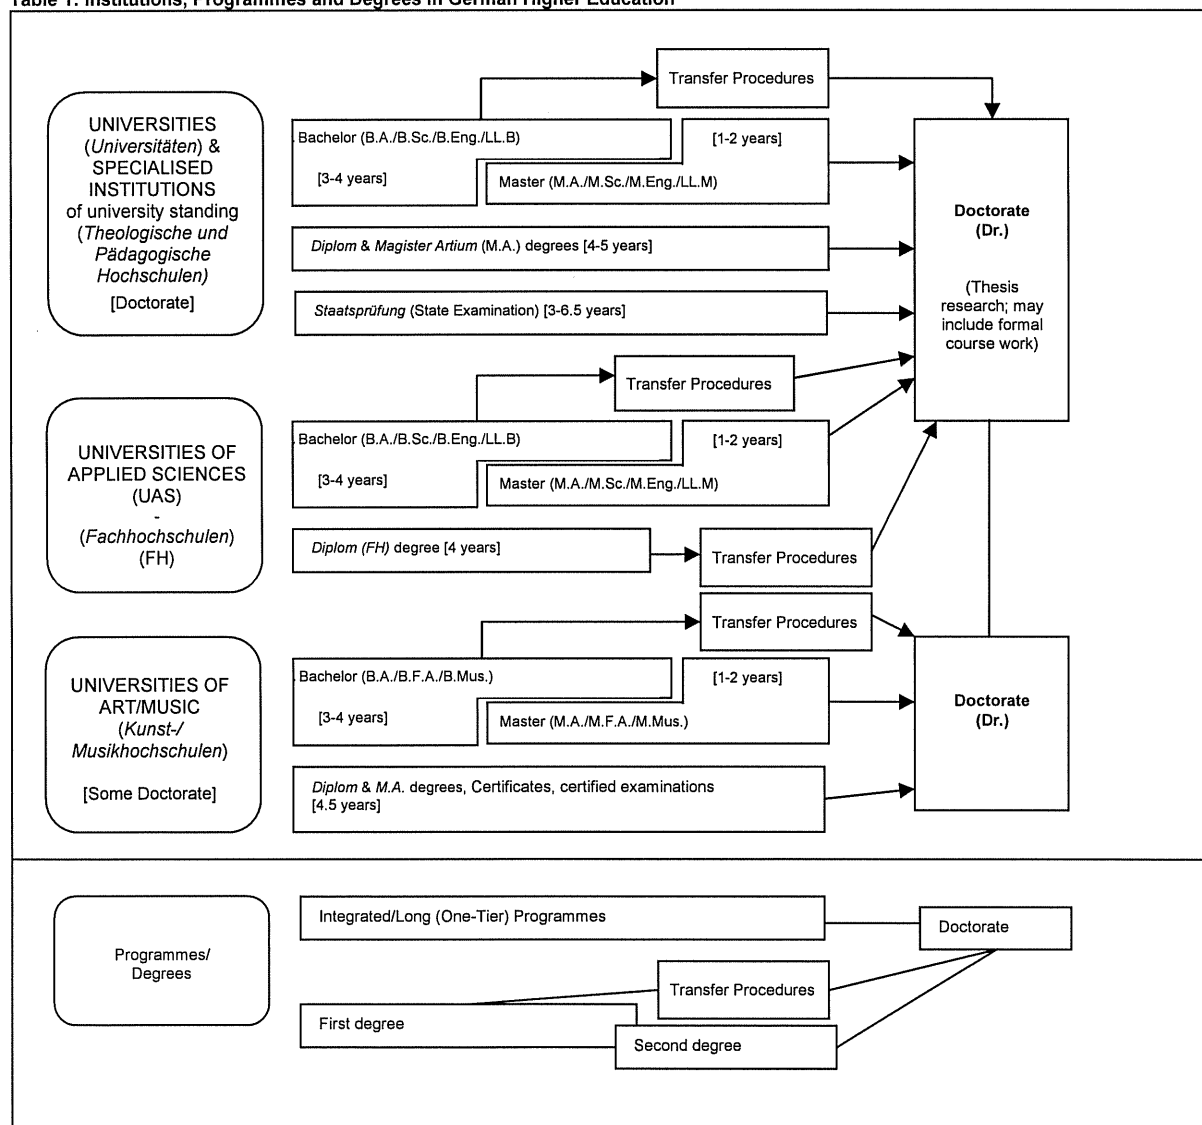 Table 1: Institutions, Programmes and Degrees in German Higher Education
UNIVERSITIES
(Universitäten) &
SPECIALISED
INSTITUTIONS
of university standing
(Theologische und
Pädagogische
Hochschulen)
[Doctorate]
Transfer Procedures
Bachelor (B.A./B.Sc./B.Eng./LL.B)
[3-4 years]
[1-2 years]
Master (M.A./M.Sc./M.Eng./LL.M)
Diplom & Magister Artium (M.A.) degrees [4-5 years]
Staatsprüfung (State Examination) [3-6.5 years]
Doctorate
(Dr.)
(Thesis
research; may
include formal
course work)
UNIVERSITIES OF
APPLIED SCIENCES
(UAS)
-
(Fachhochschulen)
(FH)
Transfer Procedures
Bachelor (B.A./B.Sc./B.Eng./LL.B)
[3-4 years]
[1-2 years]
Master (M.A./M.Sc./M.Eng./LL.M)
Diplom (FH) degree [4 years]
Transfer Procedures
UNIVERSITIES OF
ART/MUSIC
(Kunst-/
Musikhochschulen)
[Some Doctorate]
Transfer Procedures
Bachelor (B.A./B.F.A./B.Mus.)
[3-4 years]
[1-2 years]
Master (M.A./M.F.A./M.Mus.)
Diplom & M.A. degrees, Certificates, certified examinations
[4.5 years]
Doctorate
(Dr.)
Programmes/
Degrees
Integrated/Long (One-Tier) Programmes
Doctorate
Transfer Procedures
First degree
Second degree